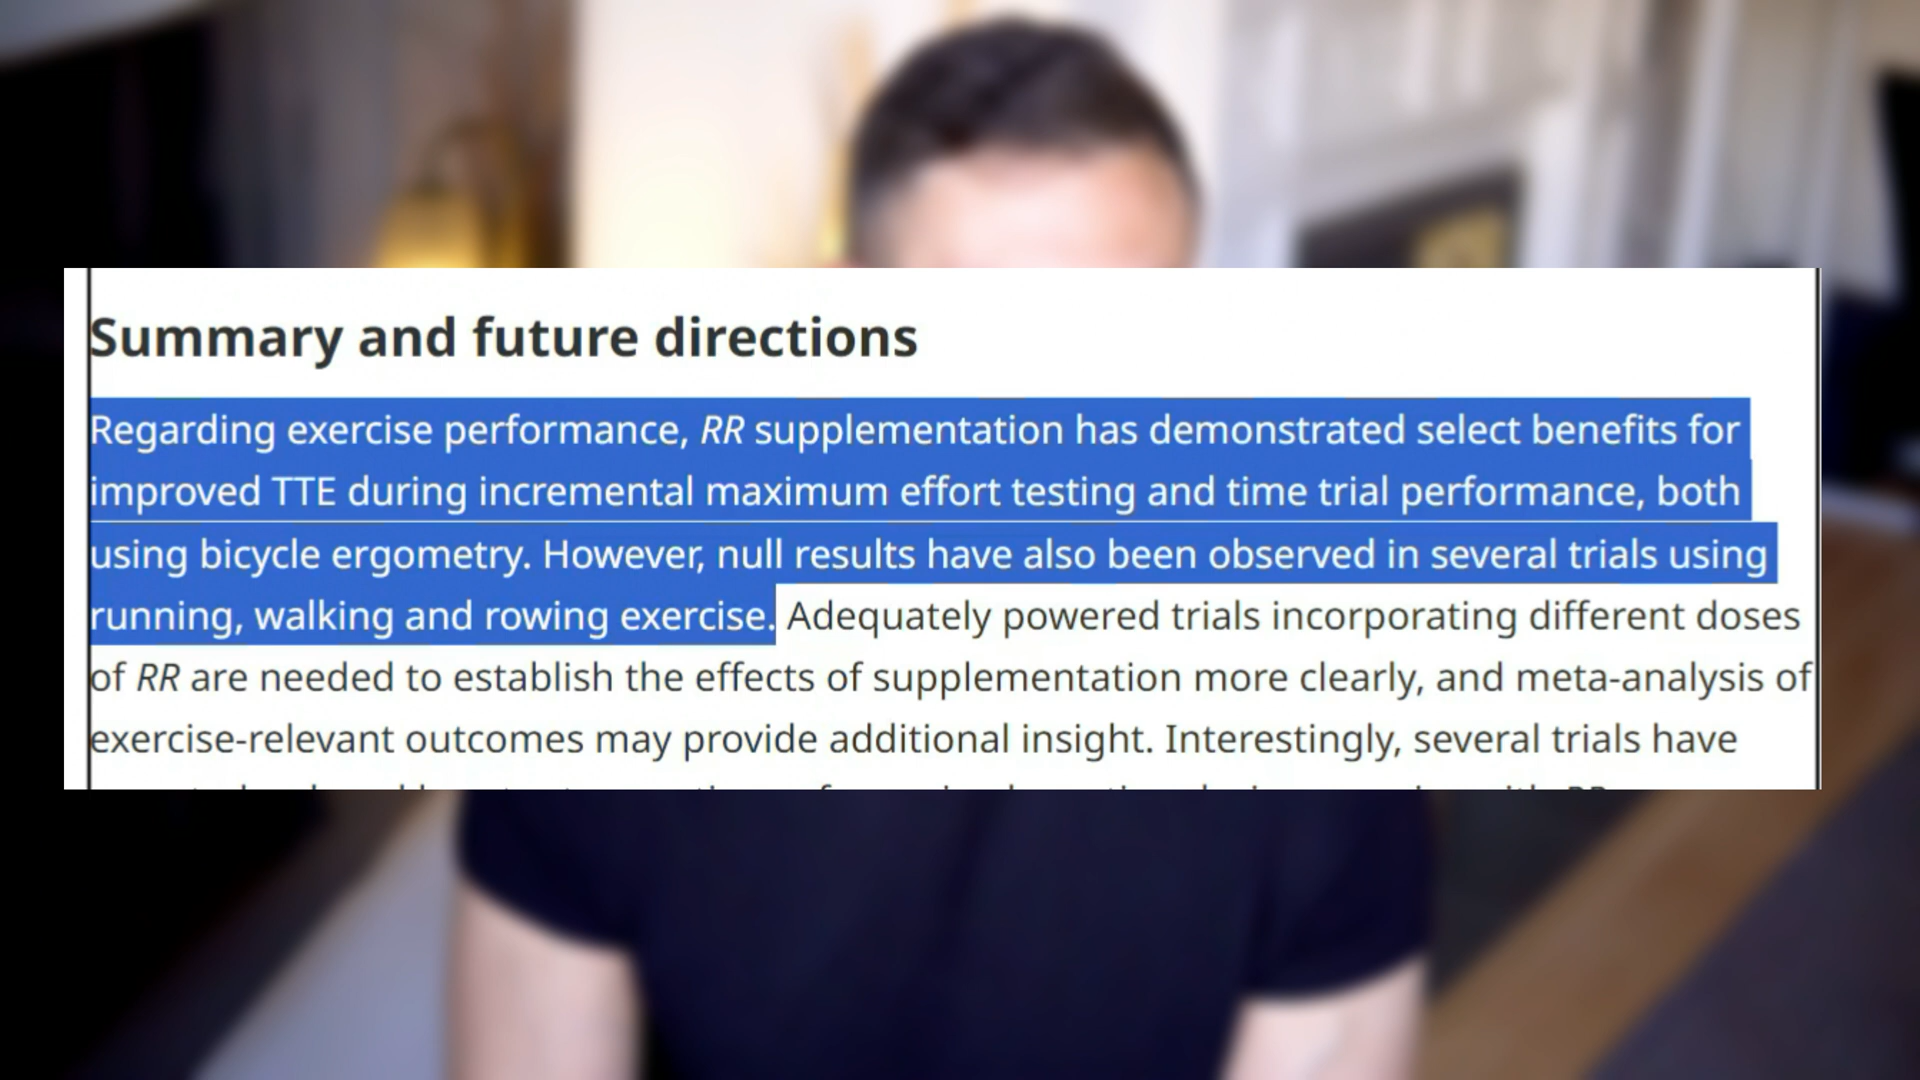 Summary and future directions
Regarding exercise performance, RR supplementation has demonstrated select benefits for
improved TTE during incremental maximum effort testing and time trial performance, both
using bicycle ergometry. However, null results have also been observed in several trials using
running, walking and rowing exercise. Adequately powered trials incorporating different doses
of RR are needed to establish the effects of supplementation more clearly, and meta-analysis of
exercise-relevant outcomes may provide additional insight. Interestingly, several trials have